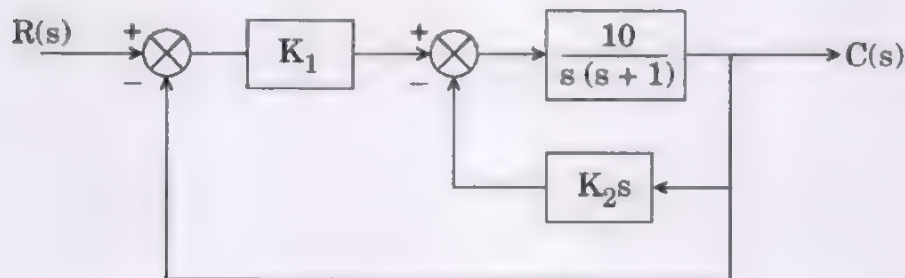 R(s) + − K₁ + − 10 / s (s + 1) C(s)
K₂s